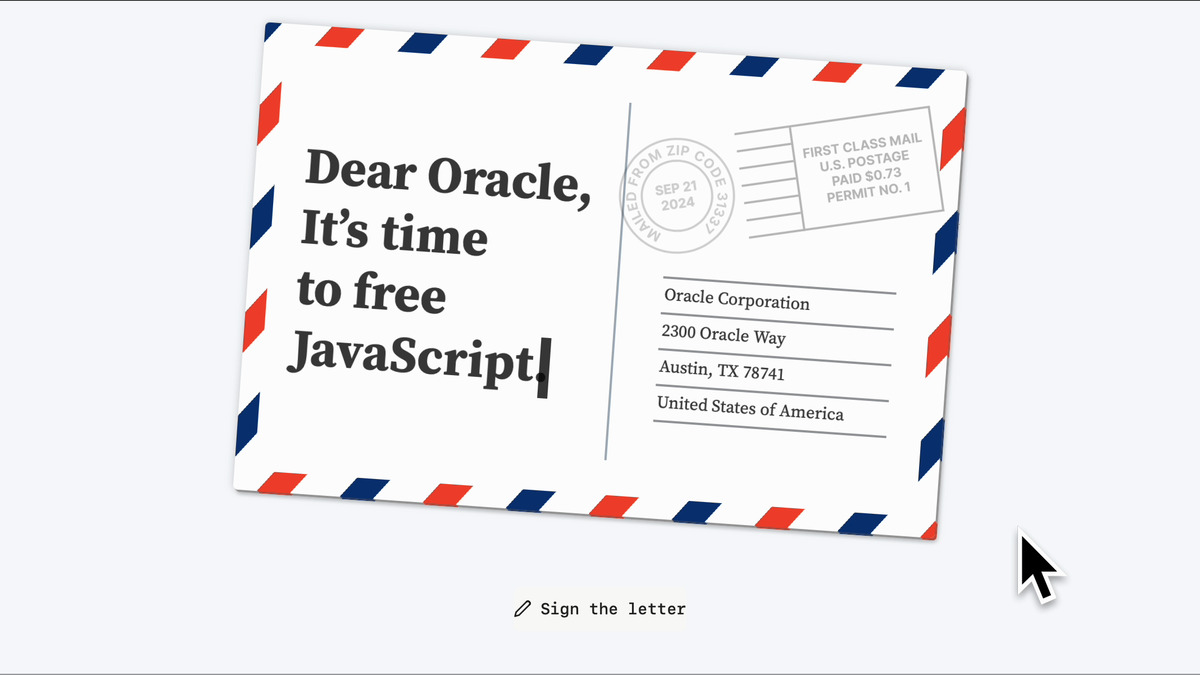 Dear Oracle,
It’s time
to free
JavaScript.
MAILED FROM ZIP CODE 31337
SEP 21
2024
FIRST CLASS MAIL
U.S. POSTAGE
PAID $0.73
PERMIT NO. 1
Oracle Corporation
2300 Oracle Way
Austin, TX 78741
United States of America
Sign the letter